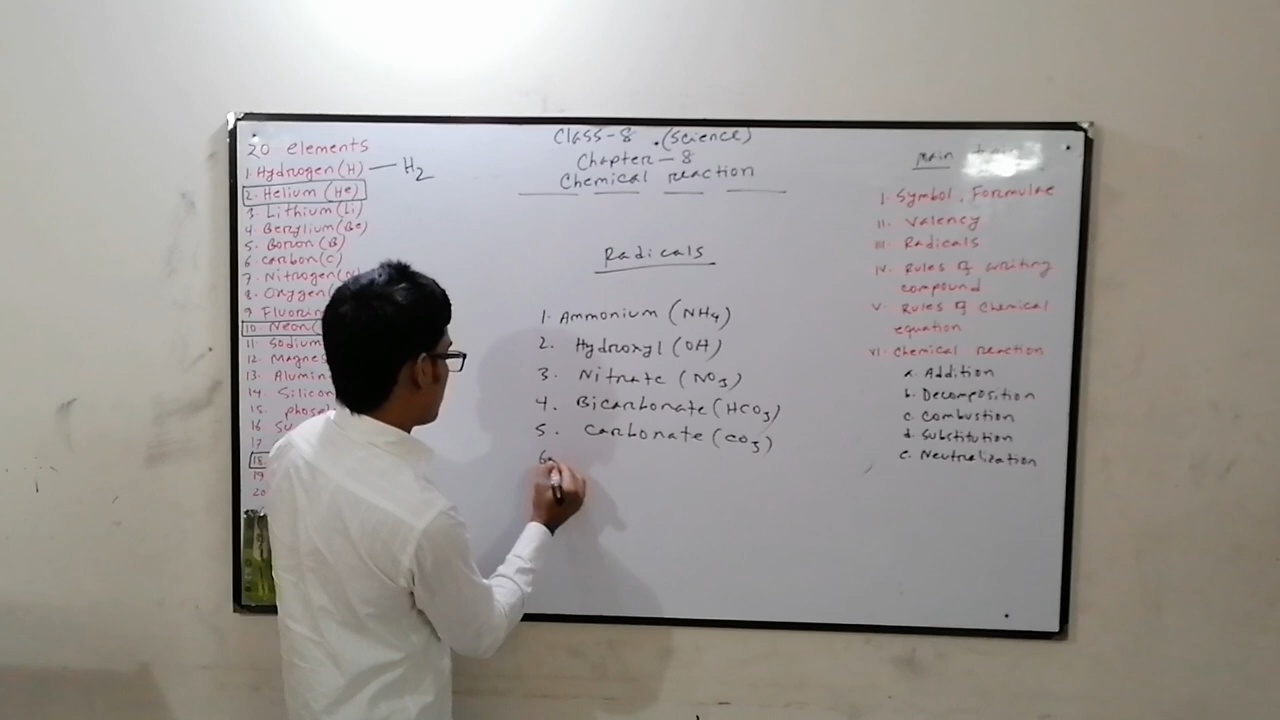 20 elements
1. Hydrogen (H) — H2
2. Helium (He)
3. Lithium (Li)
4. Berylium (Be)
5. Boron (B)
6. Carbon (C)
7. Nitrogen (N
8. Oxygen (
9. Fluorin
10. Neon (
11. Sodium
12. Magnes
13. Alumin
14. Silicon
15. phosp
16 Su
17
18.
19
20
Class-8 . (Science)
Chapter - 8
Chemical reaction
Radicals
1. Ammonium (NH4)
2. Hydroxyl (OH)
3. Nitrate (NO3)
4. Bicarbonate (HCO3)
5. Carbonate (CO3)
6.
main
I. Symbol, Formulae
II. Valency
III. Radicals
IV. Rules of writing
compound
V. Rules of Chemical
equation
VI. Chemical reaction
a. Addition
b. Decomposition
c. Combustion
d. Substitution
e. Neutralization